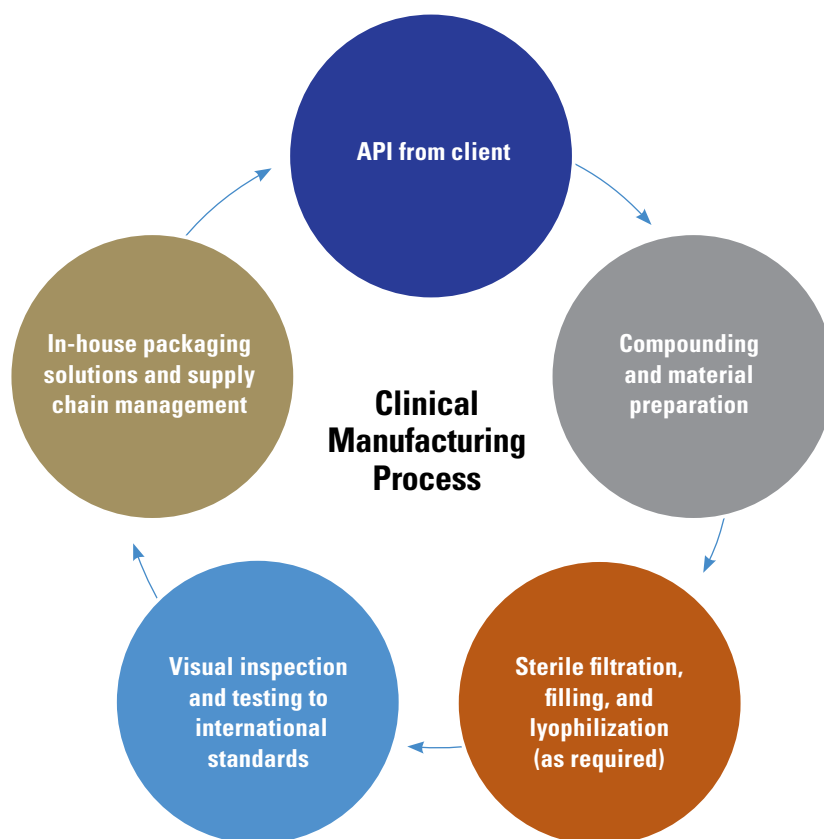 API from client
Compounding
and material
preparation
Sterile filtration,
filling, and
lyophilization
(as required)
Visual inspection
and testing to
international
standards
In-house packaging
solutions and supply
chain management
Clinical
Manufacturing
Process